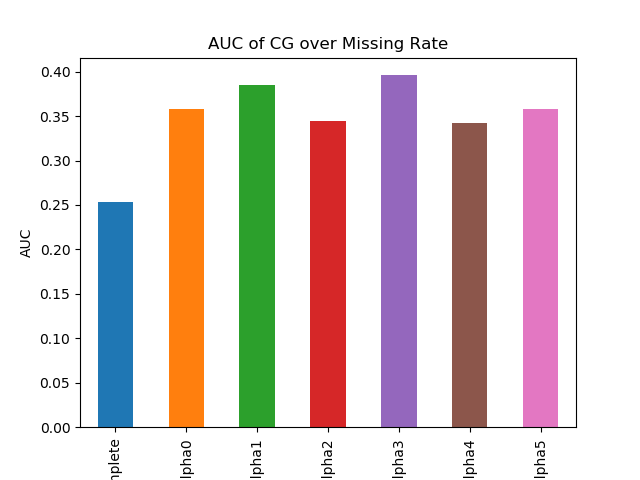 AUC of CG over Missing Rate
0.40
0.35
0.30
0.25
0.20
0.15
0.10
0.05
0.00
AUC
mplete
lpha0
lpha1
lpha2
lpha3
lpha4
lpha5